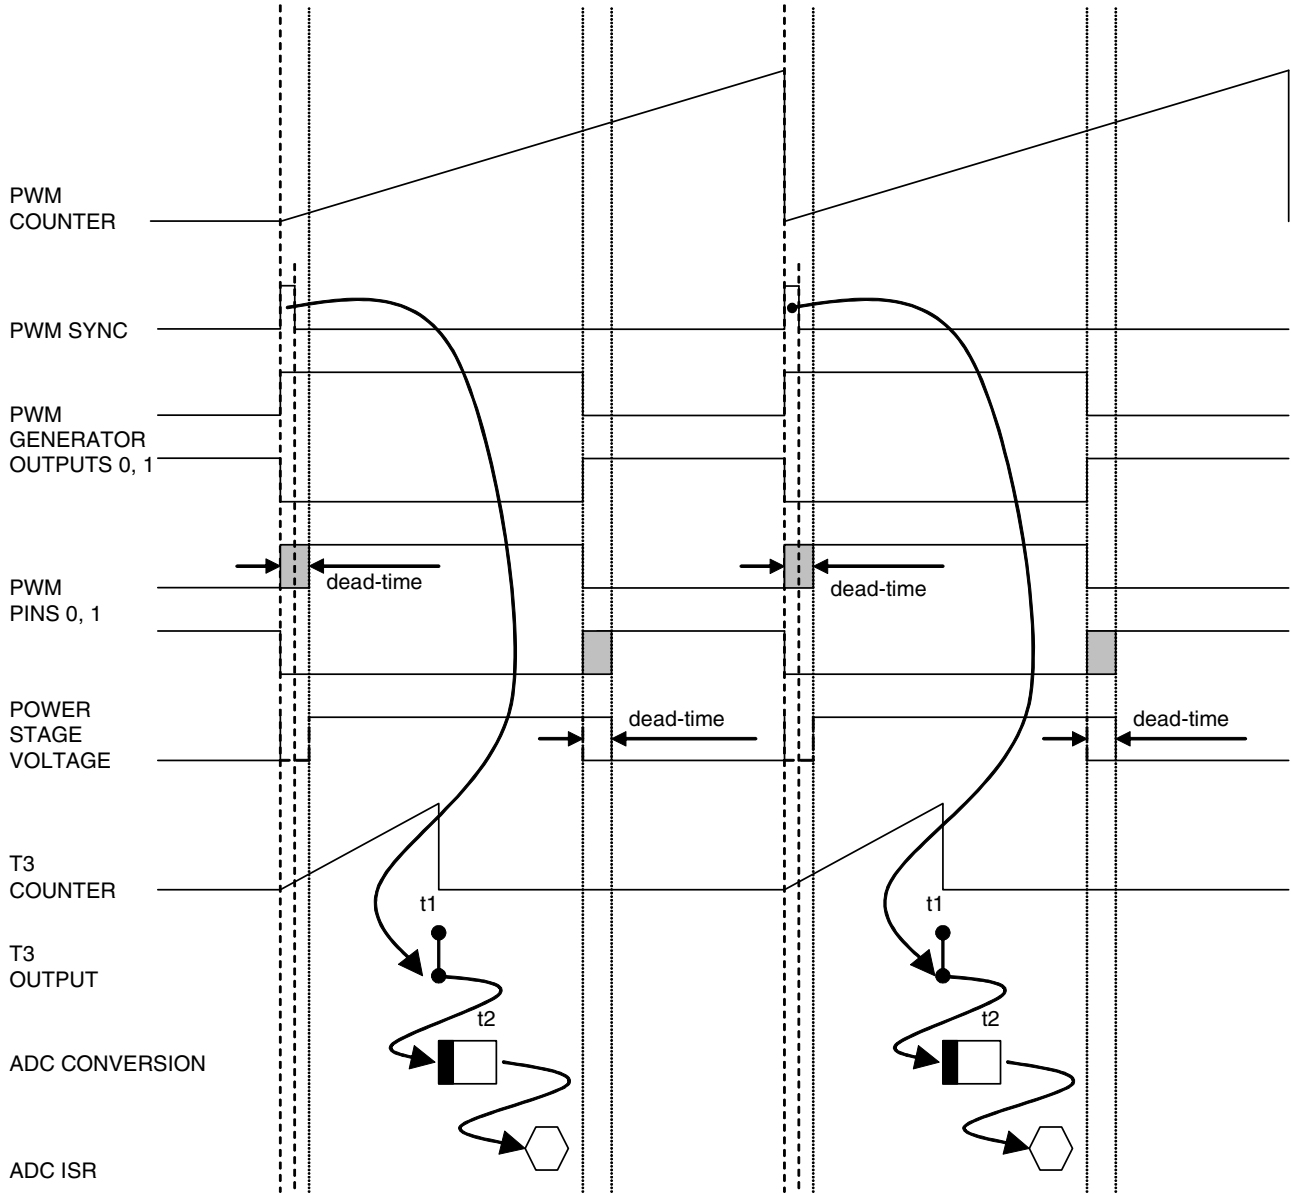 PWM
COUNTER
PWM SYNC
PWM
GENERATOR
OUTPUTS 0, 1
dead-time
dead-time
PWM
PINS 0, 1
POWER
STAGE
VOLTAGE
dead-time
dead-time
T3
COUNTER
t1
t1
T3
OUTPUT
t2
t2
ADC CONVERSION
ADC ISR